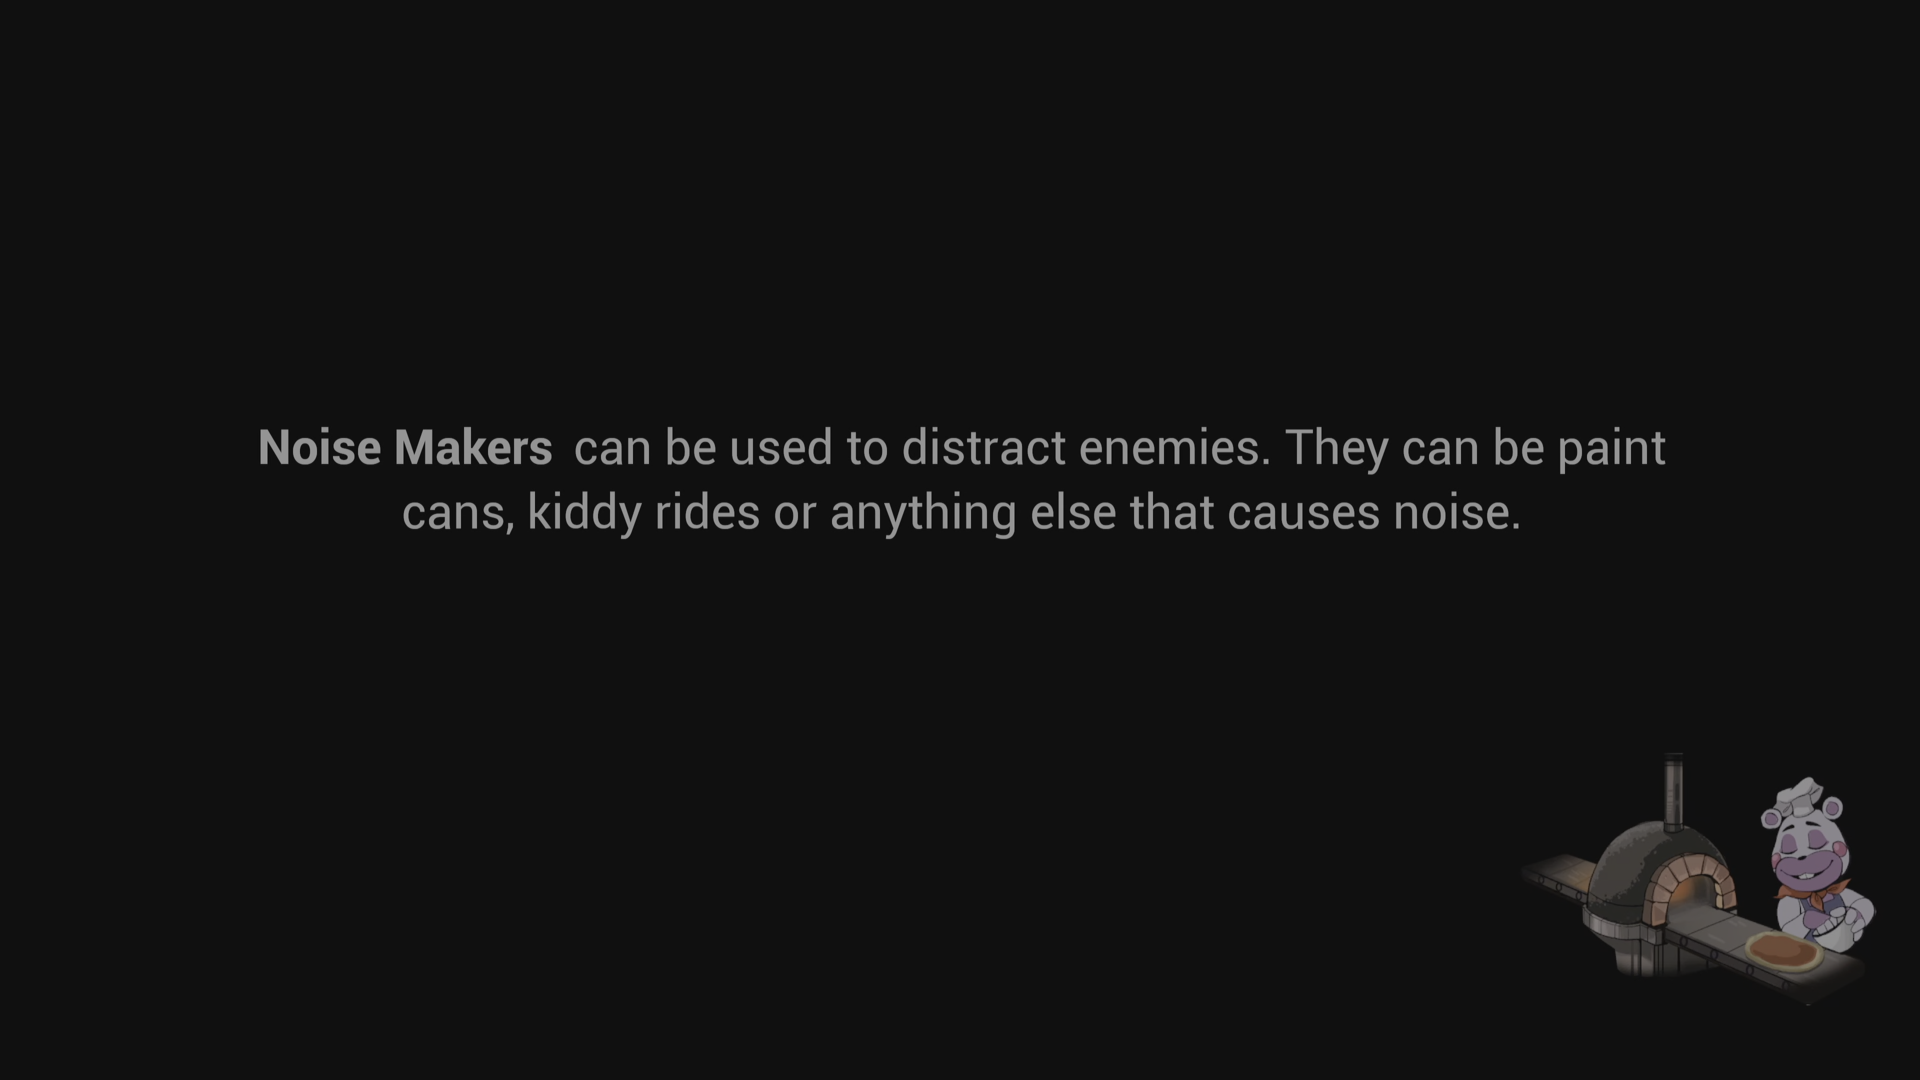 Noise Makers can be used to distract enemies. They can be paint
cans, kiddy rides or anything else that causes noise.